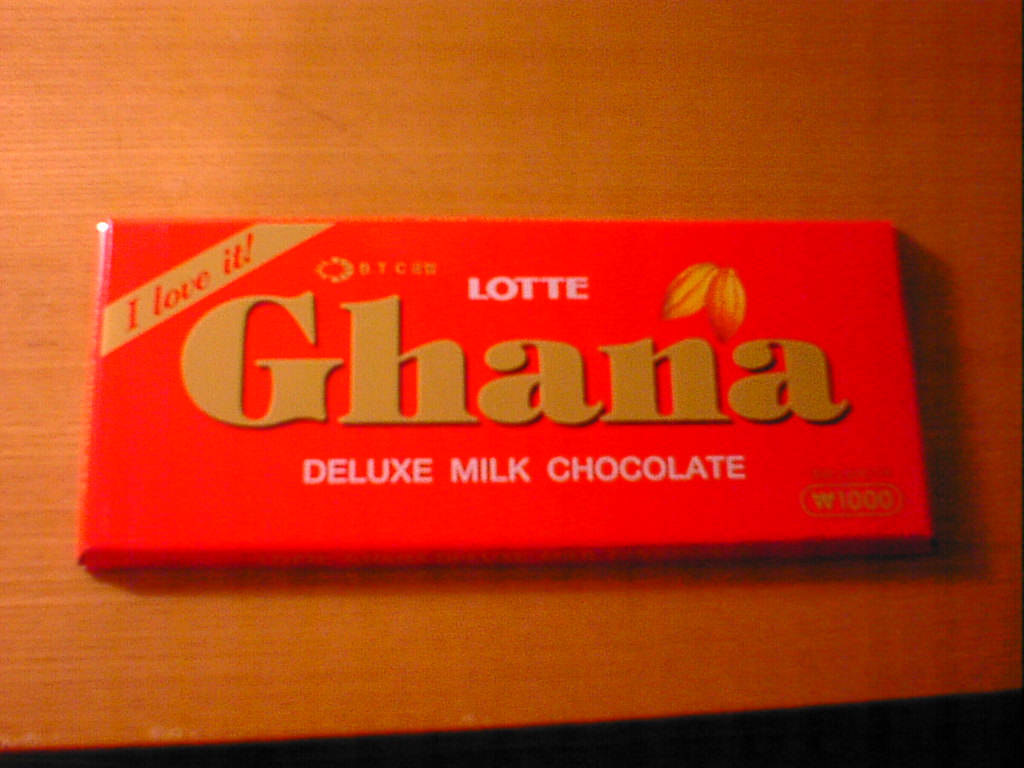 I love it!
LOTTE
Ghana
DELUXE MILK CHOCOLATE
₩1000